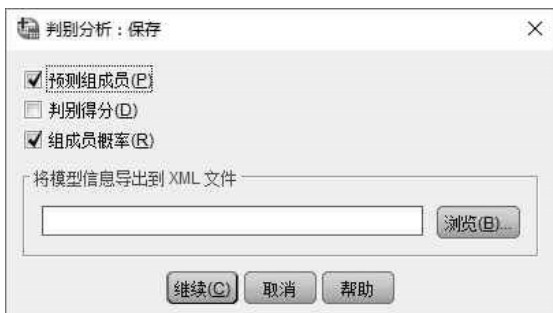 判别分析：保存
预测组成员(P)
判别得分(D)
组成员概率(R)
将模型信息导出到 XML 文件
浏览(B)...
继续(C) 取消 帮助